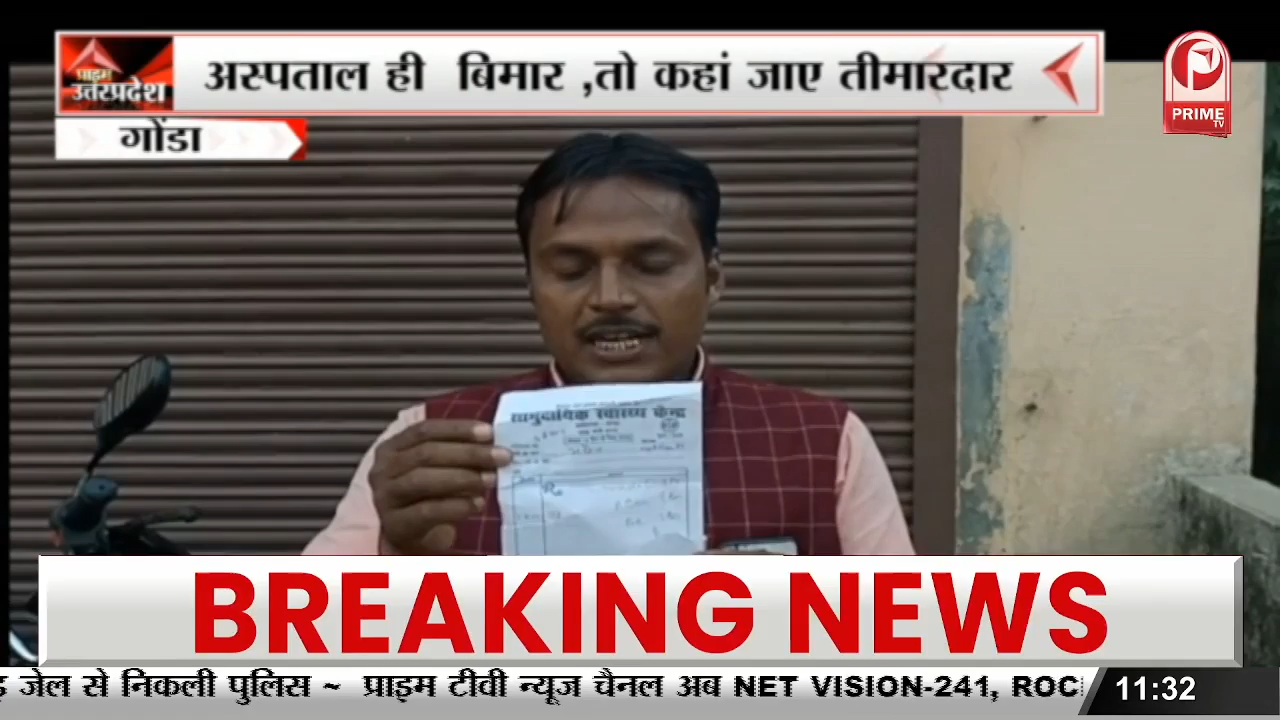 अस्पताल ही बिमार ,तो कहां जाए तीमारदार
प्राइम
उत्तरप्रदेश
गोंडा
PRIME
TV
सामुदायिक स्वास्थ्य केन्द्र
BREAKING NEWS
जेल से निकली पुलिस ~ प्राइम टीवी न्यूज चैनल अब NET VISION-241,
11:32